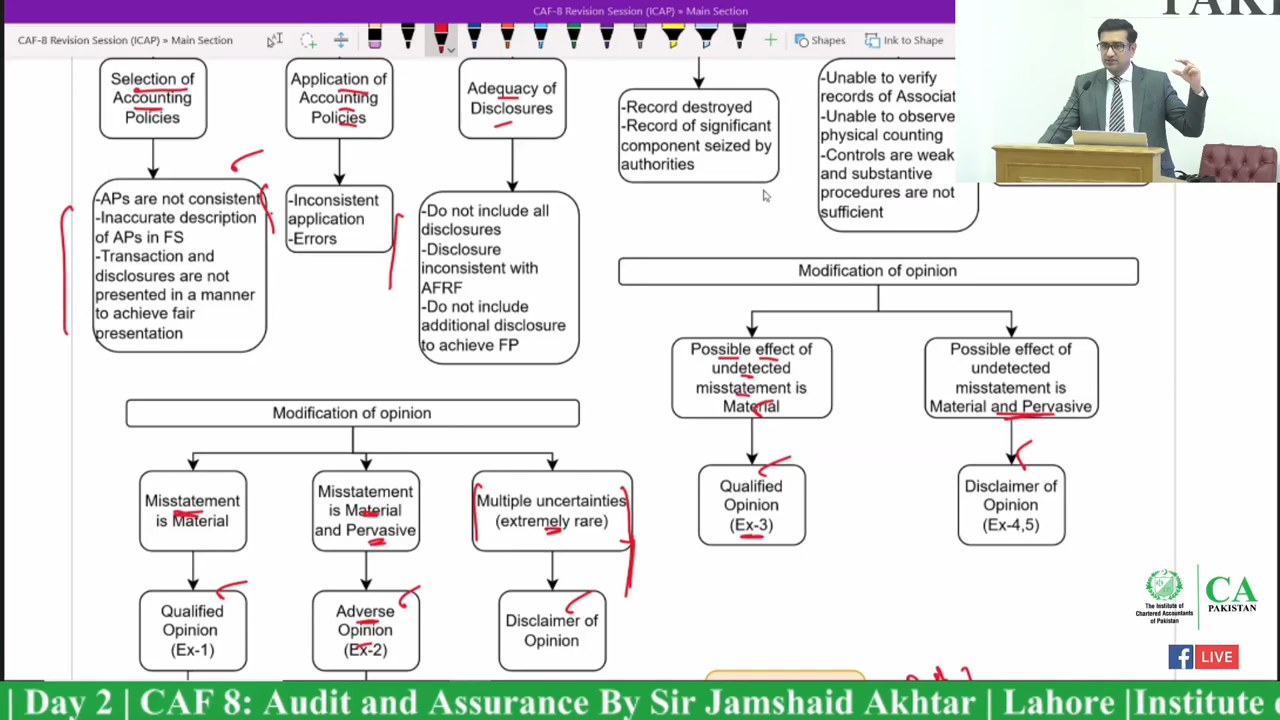 CAF-8 Revision Session (ICAP) » Main Section
CAF-8 Revision Session (ICAP) » Main Section
Shapes
Ink to Shape
Selection of
Accounting
Policies
Application of
Accounting
Policies
Adequacy of
Disclosures
-APs are not consistent
-Inaccurate description
of APs in FS
-Transaction and
disclosures are not
presented in a manner
to achieve fair
presentation
-Inconsistent
application
-Errors
-Do not include all
disclosures
-Disclosure
inconsistent with
AFRF
-Do not include
additional disclosure
to achieve FP
-Record destroyed
-Record of significant
component seized by
authorities
-Unable to verify
records of Associat
-Unable to observe
physical counting
-Controls are weak
and substantive
procedures are not
sufficient
Modification of opinion
Misstatement
is Material
Misstatement
is Material
and Pervasive
Multiple uncertainties
(extremely rare)
Qualified
Opinion
(Ex-1)
Adverse
Opinion
(Ex-2)
Disclaimer of
Opinion
Modification of opinion
Possible effect of
undetected
misstatement is
Material
Possible effect of
undetected
misstatement is
Material and Pervasive
Qualified
Opinion
(Ex-3)
Disclaimer of
Opinion
(Ex-4,5)
The Institute of
Chartered Accountants
of Pakistan
CA
PAKISTAN
f LIVE
| Day 2 | CAF 8: Audit and Assurance By Sir Jamshaid Akhtar | Lahore |Institute